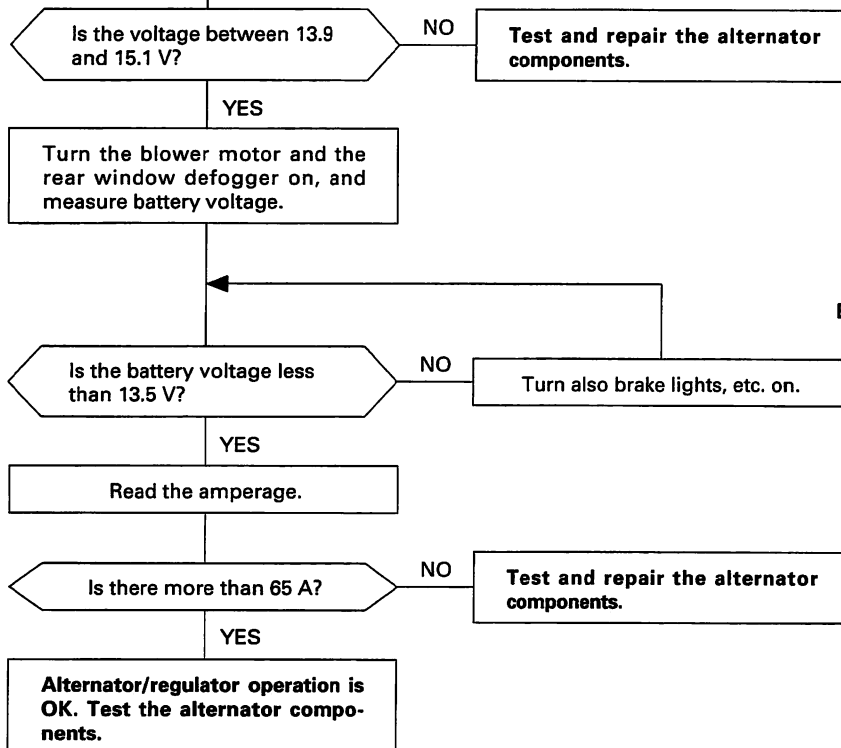 Is the voltage between 13.9
and 15.1 V?
NO
Test and repair the alternator
components.
YES
Turn the blower motor and the
rear window defogger on, and
measure battery voltage.
Is the battery voltage less
than 13.5 V?
NO
Turn also brake lights, etc. on.
YES
Read the amperage.
Is there more than 65 A?
NO
Test and repair the alternator
components.
YES
Alternator/regulator operation is
OK. Test the alternator compo-
nents.